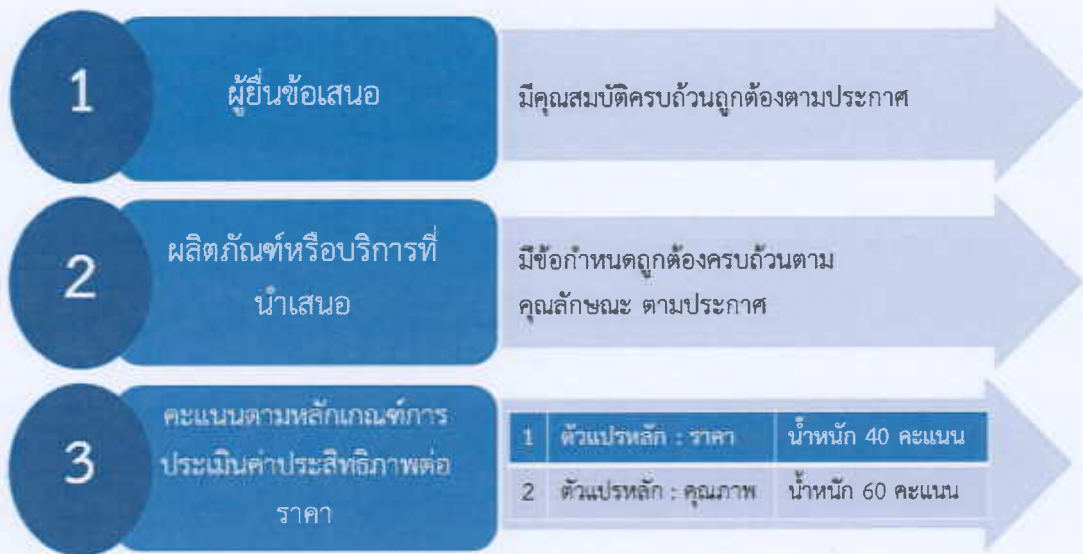 1
ผู้ยื่นข้อเสนอ
มีคุณสมบัติครบถ้วนถูกต้องตามประกาศ
2
ผลิตภัณฑ์หรือบริการที่
นำเสนอ
มีข้อกำหนดถูกต้องครบถ้วนตาม
คุณลักษณะ ตามประกาศ
3
คะแนนตามหลักเกณฑ์การ
ประเมินค่าประสิทธิภาพต่อ
ราคา
1 ตัวแปรหลัก : ราคา น้ำหนัก 40 คะแนน
2 ตัวแปรหลัก : คุณภาพ น้ำหนัก 60 คะแนน